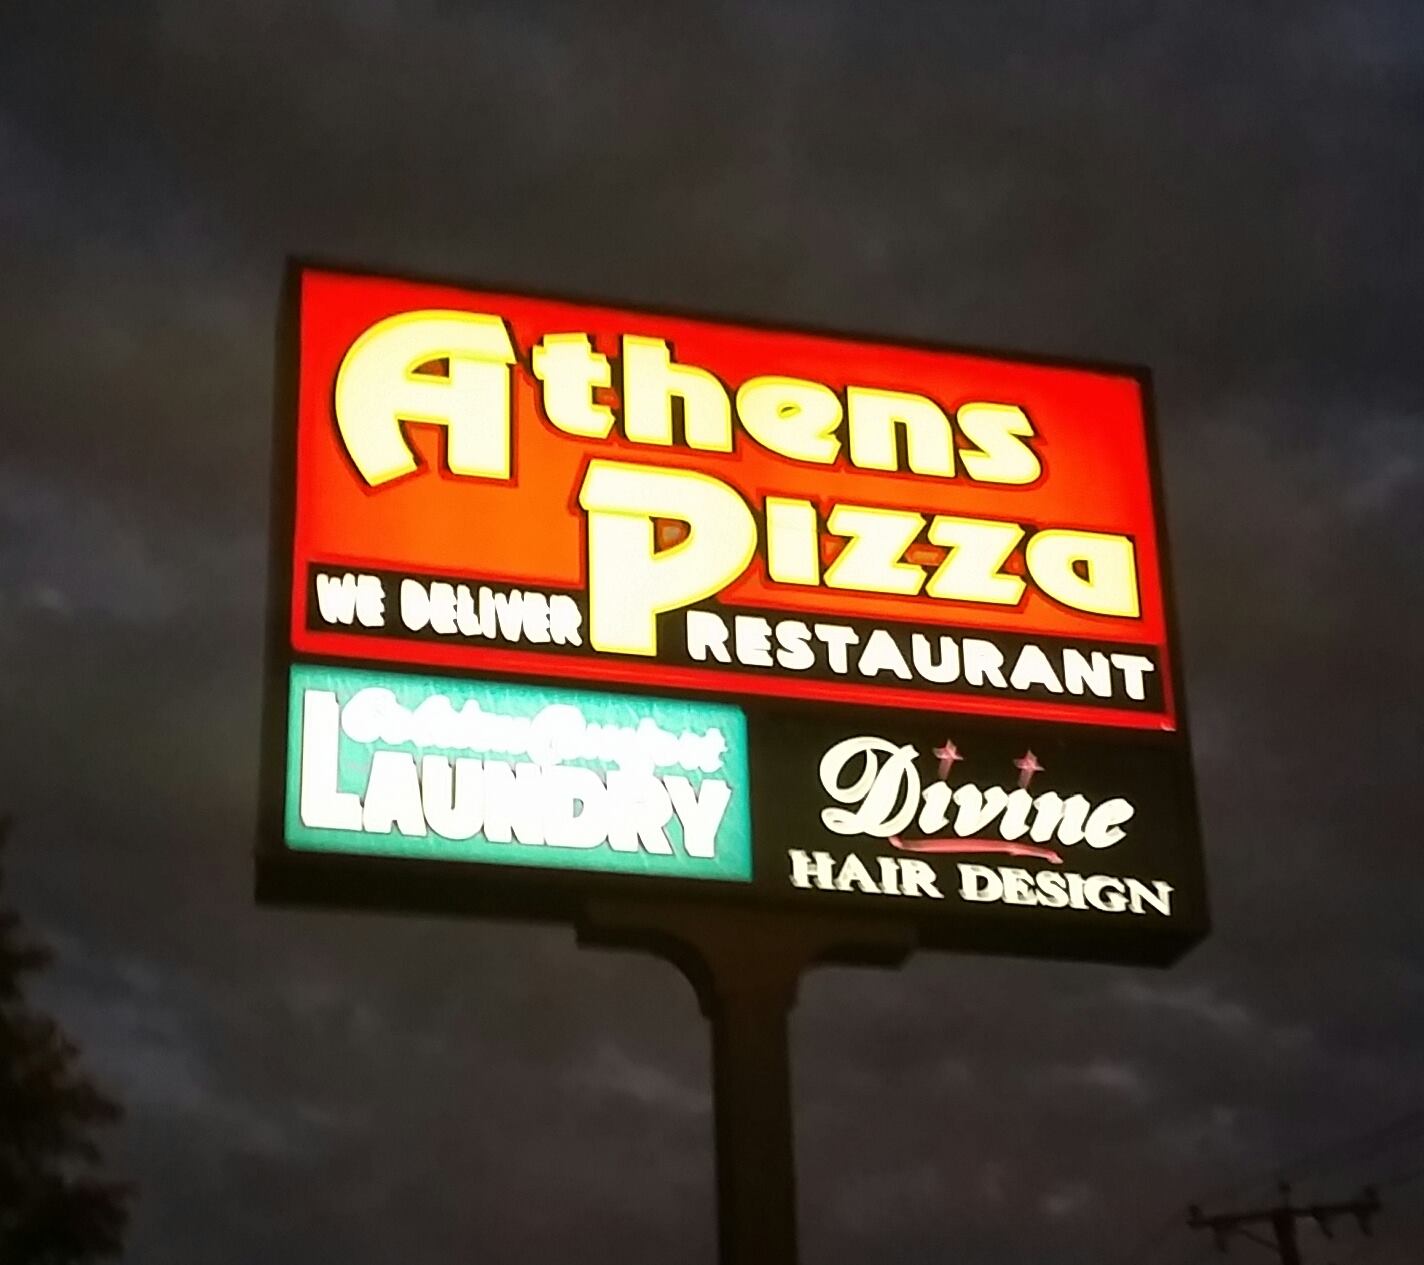 Athens
Pizza
WE DELIVER RESTAURANT
LAUNDRY
Divine
HAIR DESIGN